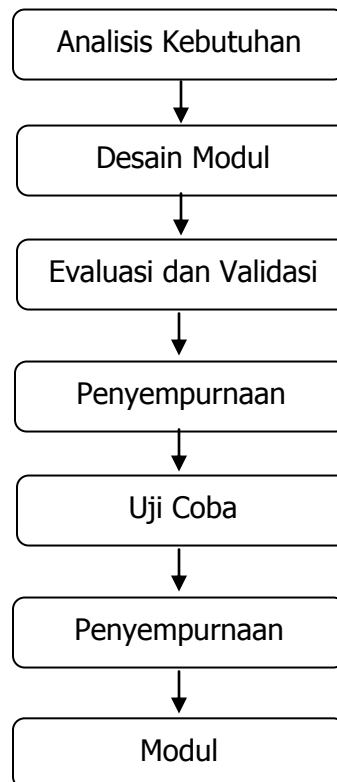 Analisis Kebutuhan
Desain Modul
Evaluasi dan Validasi
Penyempurnaan
Uji Coba
Penyempurnaan
Modul